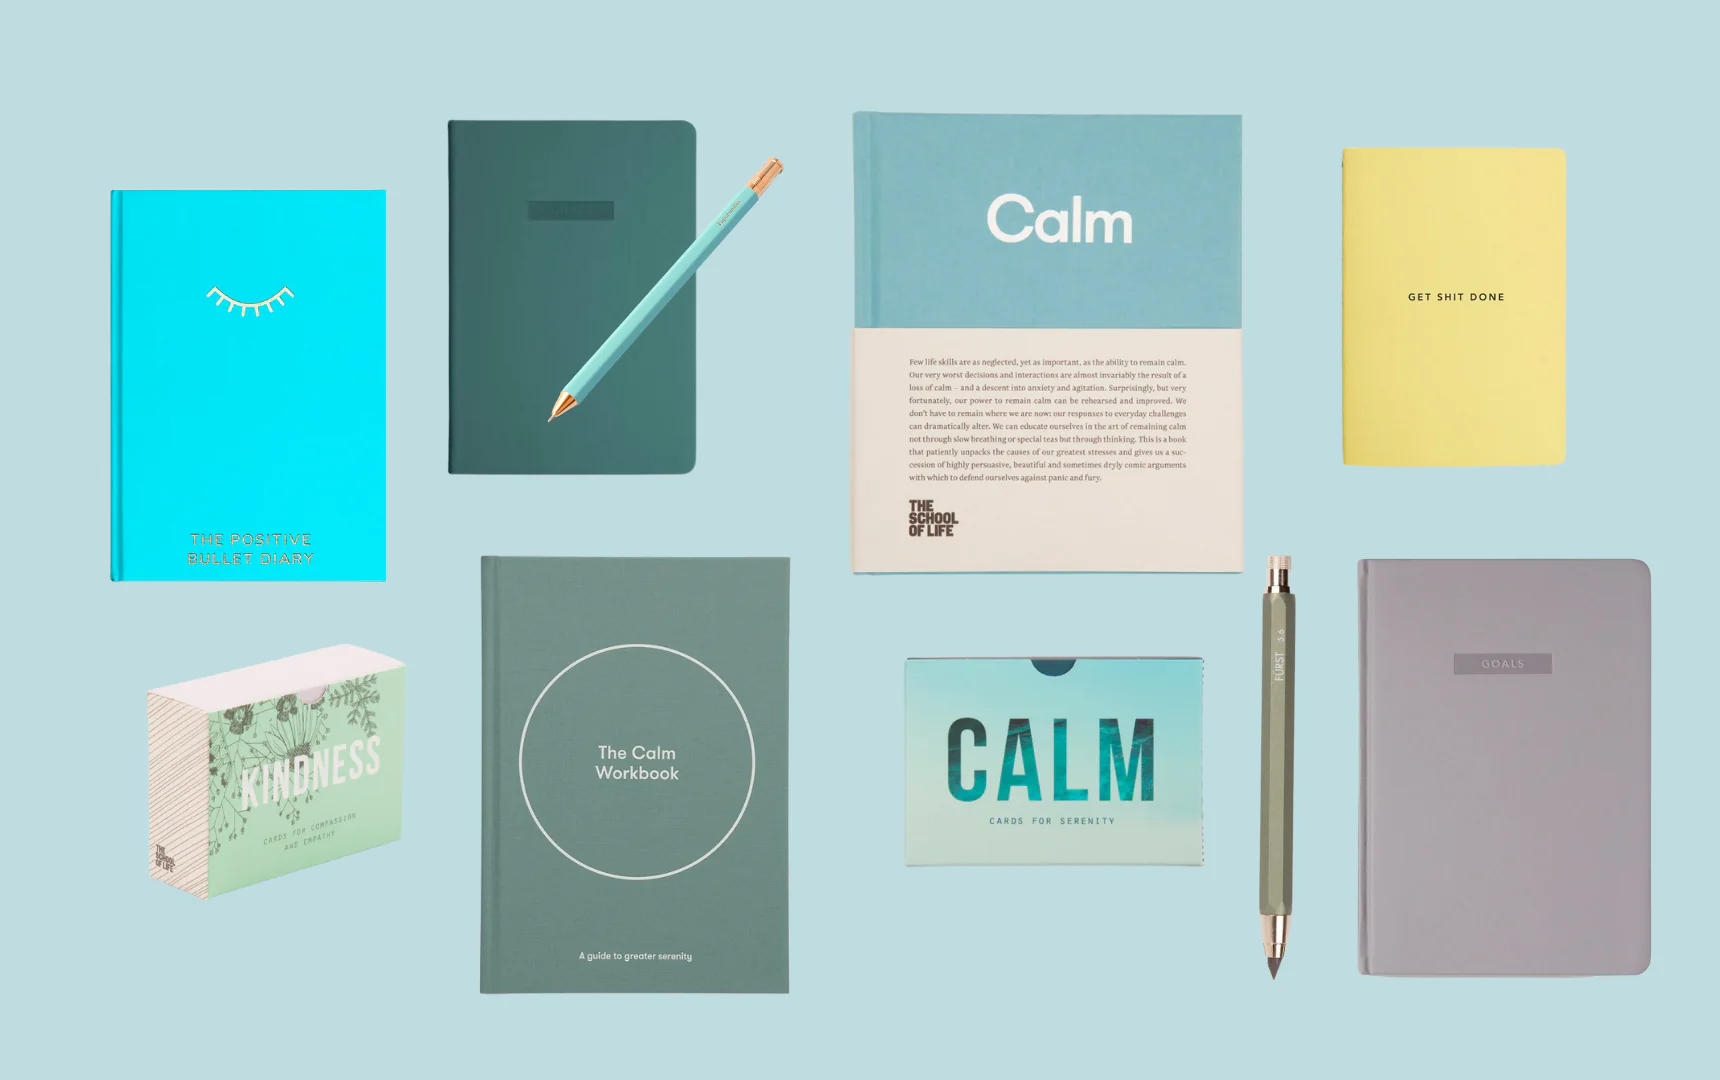 THE POSITIVE
BULLET DIARY
Calm
Few life skills are as neglected, yet as important, as the ability to remain calm.
Our very worst decisions and interactions are almost invariably the result of a
loss of calm – and a descent into anxiety and agitation. Surprisingly, but very
fortunately, our power to remain calm can be rehearsed and improved. We
don't have to remain where we are now: our responses to everyday challenges
can dramatically alter. We can educate ourselves in the art of remaining calm
not through slow breathing or special teas but through thinking. This is a book
that patiently unpacks the causes of our greatest stresses and gives us a suc-
cession of highly persuasive, beautiful and sometimes dryly comic arguments
with which to defend ourselves against panic and fury.
THE
SCHOOL
OF LIFE
GET SHIT DONE
KINDNESS
CARDS FOR COMPASSION
AND EMPATHY
THE
SCHOOL
OF LIFE
The Calm
Workbook
A guide to greater serenity
CALM
CARDS FOR SERENITY
FÜRST 5.6
GOALS